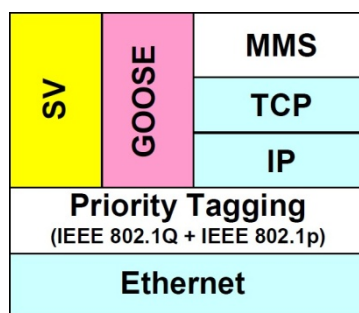 SV
GOOSE
MMS
TCP
IP
Priority Tagging
(IEEE 802.1Q + IEEE 802.1p)
Ethernet